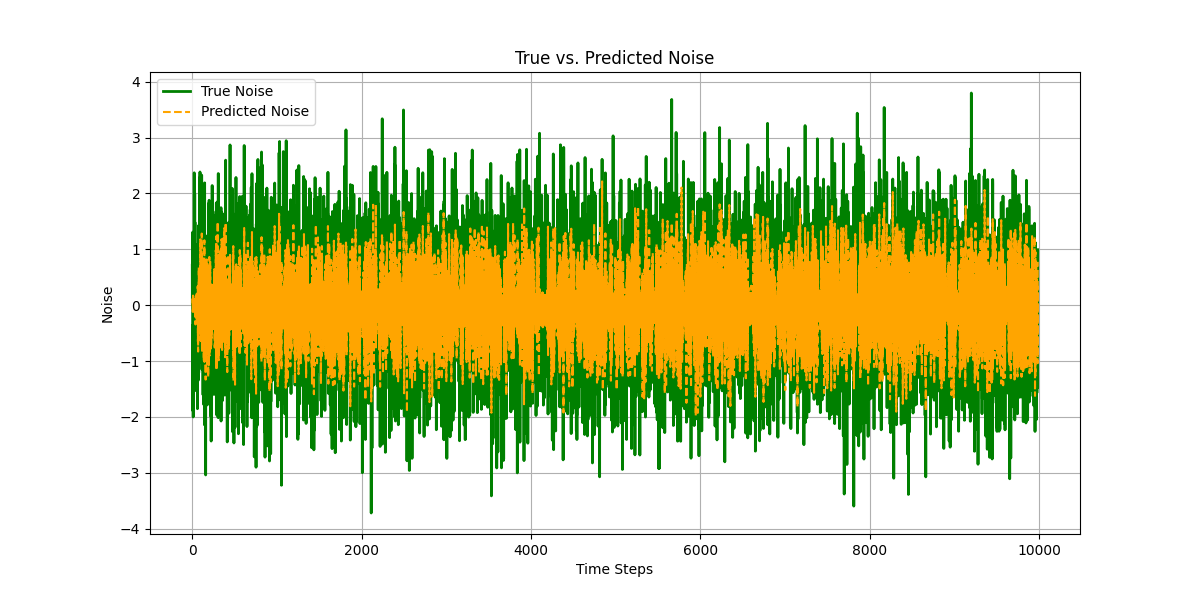 True vs. Predicted Noise
True Noise
Predicted Noise
4
3
2
1
0
−1
−2
−3
−4
Noise
0 2000 4000 6000 8000 10000
Time Steps